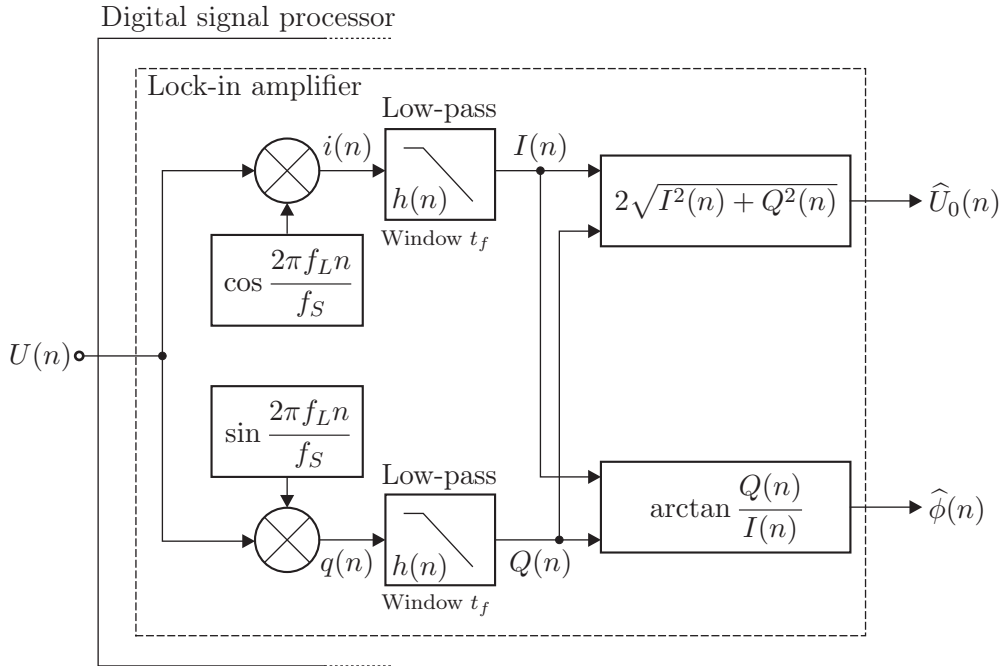 Digital signal processor
Lock-in amplifier
Low-pass
i(n)
h(n)
I(n)
Window t_f
cos 2πf_L n / f_S
2√(I²(n) + Q²(n))
Û₀(n)
U(n)
sin 2πf_L n / f_S
Low-pass
q(n)
h(n)
Q(n)
Window t_f
arctan Q(n) / I(n)
ϕ̂(n)